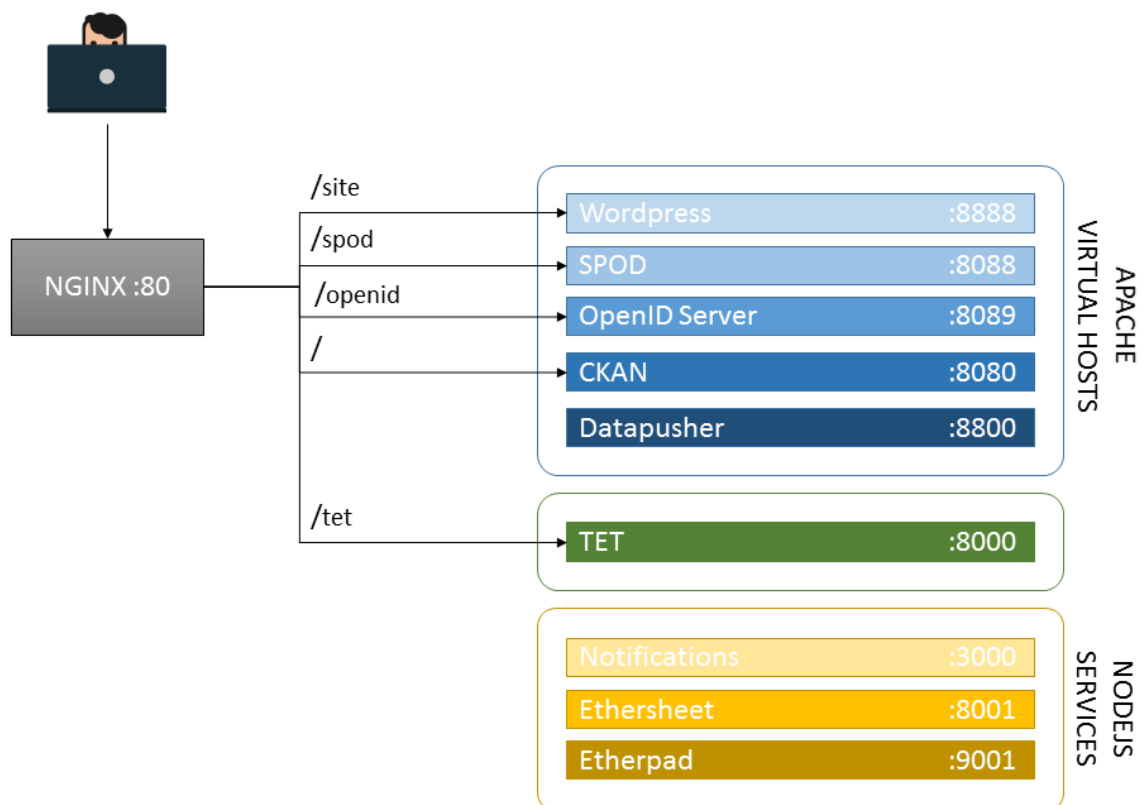 /site
Wordpress :8888
/spod
SPOD :8088
NGINX :80
/openid
OpenID Server :8089
/
CKAN :8080
Datapusher :8800
APACHE
VIRTUAL HOSTS
/tet
TET :8000
Notifications :3000
Ethersheet :8001
Etherpad :9001
NODEJS
SERVICES